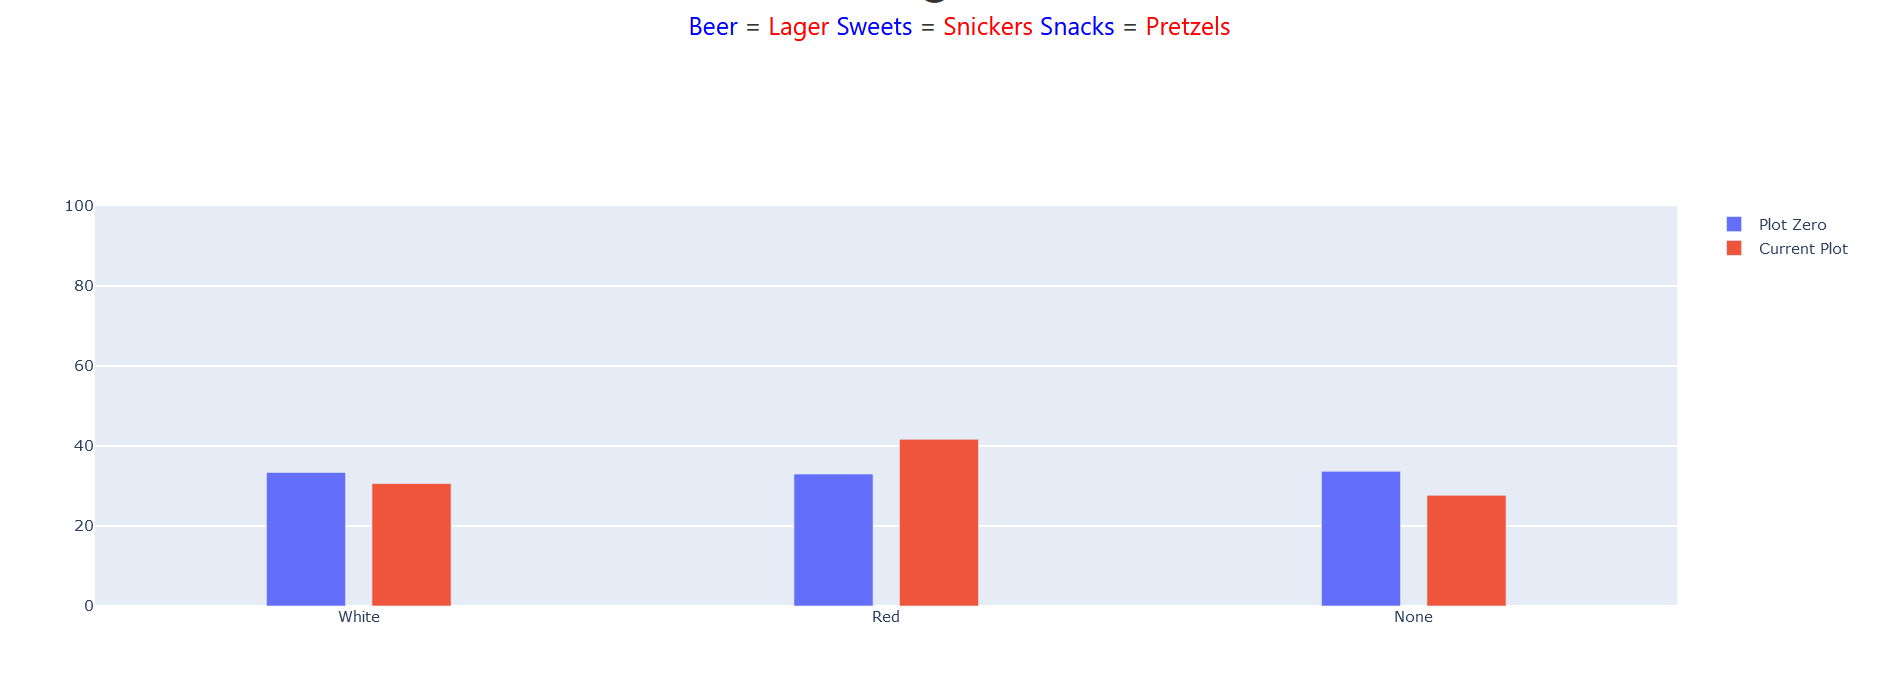 Beer = Lager Sweets = Snickers Snacks = Pretzels
100
80
60
40
20
0
White
Red
None
Plot Zero
Current Plot